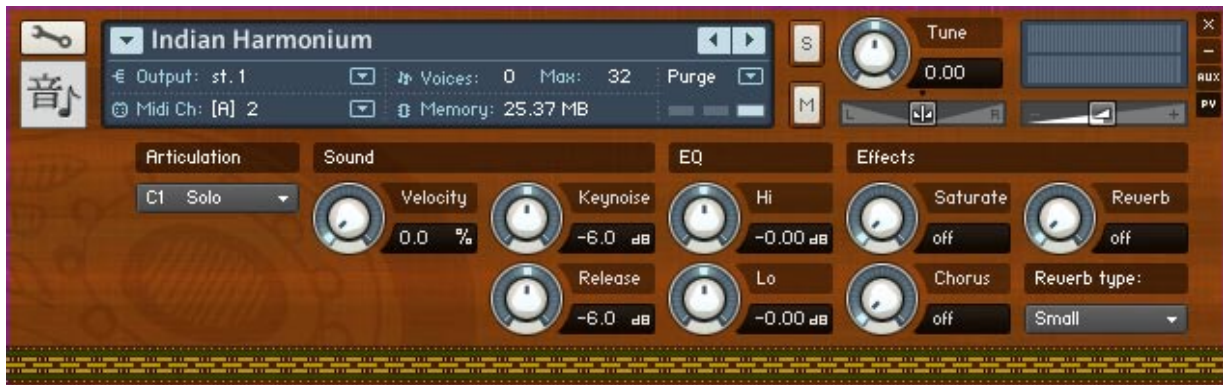 Indian Harmonium
S
Tune
0.00
X
-
AUX
PV
音
Output: st. 1
Voices: 0 Max: 32 Purge
Midi Ch: [A] 2
Memory: 25.37 MB
M
L R
- +
Articulation
C1 Solo
Sound
Velocity
0.0 %
Keynoise
-6.0 dB
Release
-6.0 dB
EQ
Hi
-0.00 dB
Lo
-0.00 dB
Effects
Saturate
off
Reverb
off
Chorus
off
Reverb type:
Small